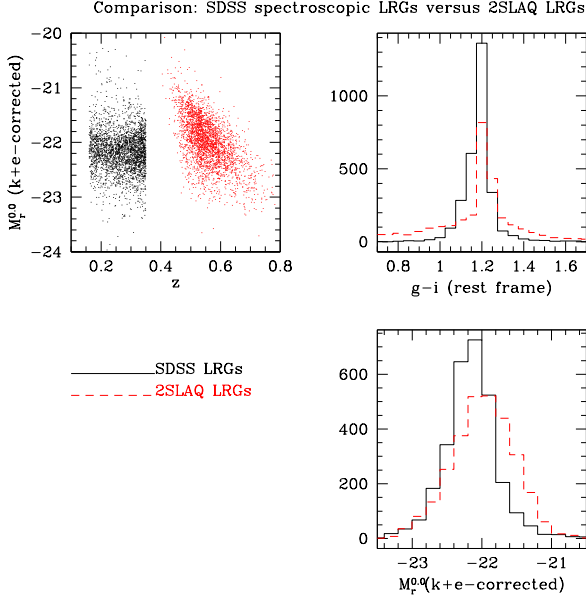 Comparison: SDSS spectroscopic LRGs versus 2SLAQ LRGs
-20
-21
-22
-23
-24
M_r^0.0 (k+e-corrected)
0.2 0.4 0.6 0.8
z
1000
500
0
0.8 1 1.2 1.4 1.6
g-i (rest frame)
SDSS LRGs
2SLAQ LRGs
600
400
200
0
-23 -22 -21
M_r^0.0(k+e-corrected)